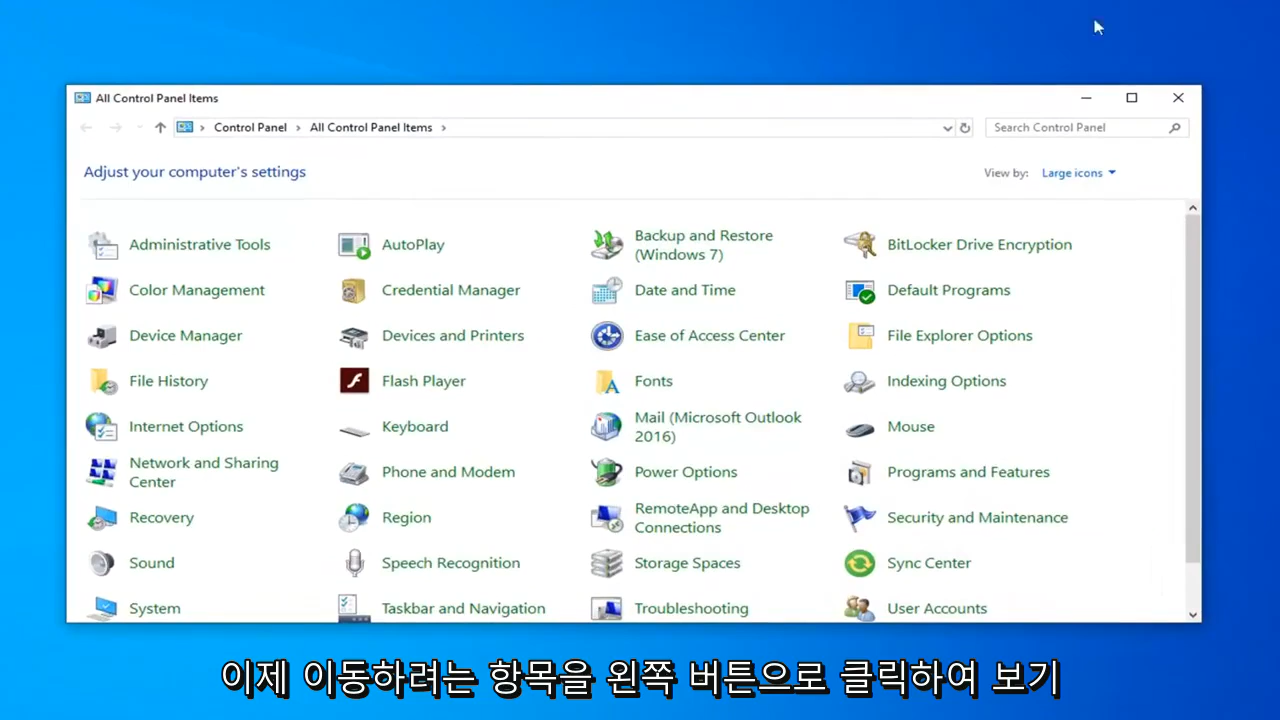 All Control Panel Items
Control Panel > All Control Panel Items >
Search Control Panel
Adjust your computer's settings
View by: Large icons
Administrative Tools
AutoPlay
Backup and Restore
(Windows 7)
BitLocker Drive Encryption
Color Management
Credential Manager
Date and Time
Default Programs
Device Manager
Devices and Printers
Ease of Access Center
File Explorer Options
File History
Flash Player
Fonts
Indexing Options
Internet Options
Keyboard
Mail (Microsoft Outlook
2016)
Mouse
Network and Sharing
Center
Phone and Modem
Power Options
Programs and Features
Recovery
Region
RemoteApp and Desktop
Connections
Security and Maintenance
Sound
Speech Recognition
Storage Spaces
Sync Center
System
Taskbar and Navigation
Troubleshooting
User Accounts
이제 이동하려는 항목을 왼쪽 버튼으로 클릭하여 보기